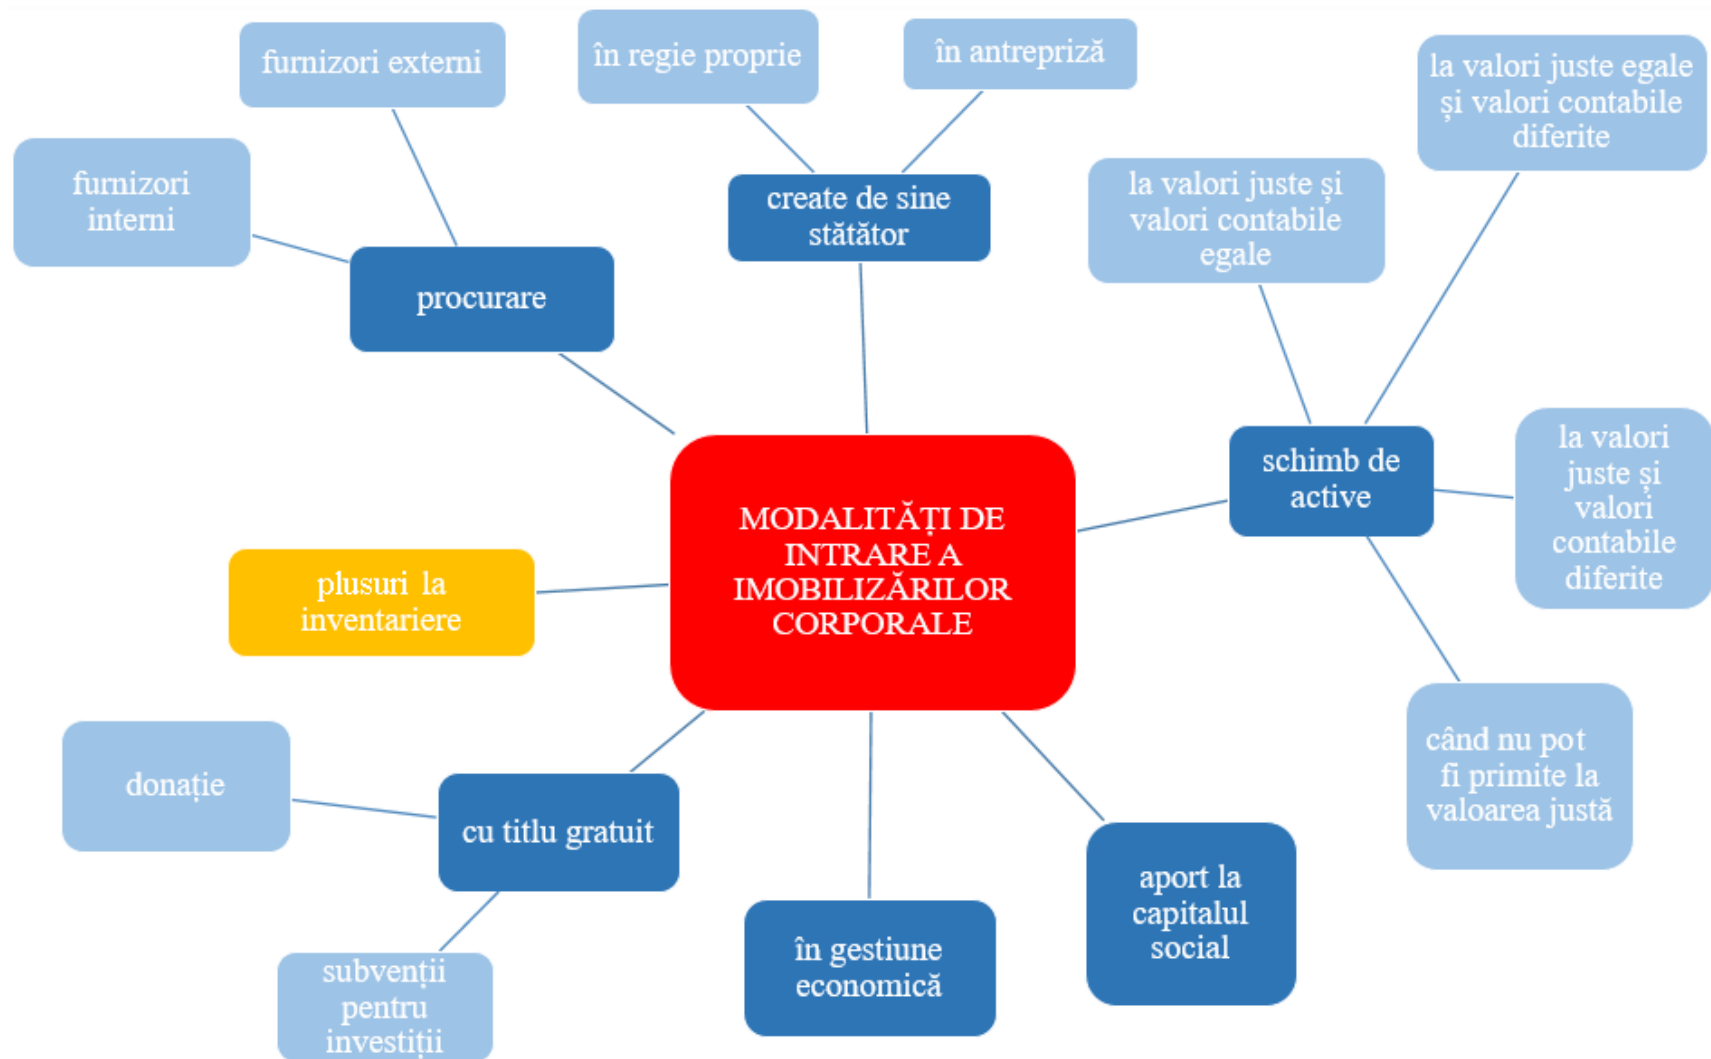 furnizori externi
în regie proprie
în antrepriză
la valori juste egale
și valori contabile
diferite
furnizori
interni
create de sine
stătător
la valori juste și
valori contabile
egale
procurare
schimb de
active
la valori
juste și
valori
contabile
diferite
MODALITĂȚI DE
INTRARE A
IMOBILIZĂRILOR
CORPORALE
plusuri la
inventariere
donație
cu titlu gratuit
când nu pot
fi primite la
valoarea justă
aport la
capitalul
social
în gestiune
economică
subvenții
pentru
investiții